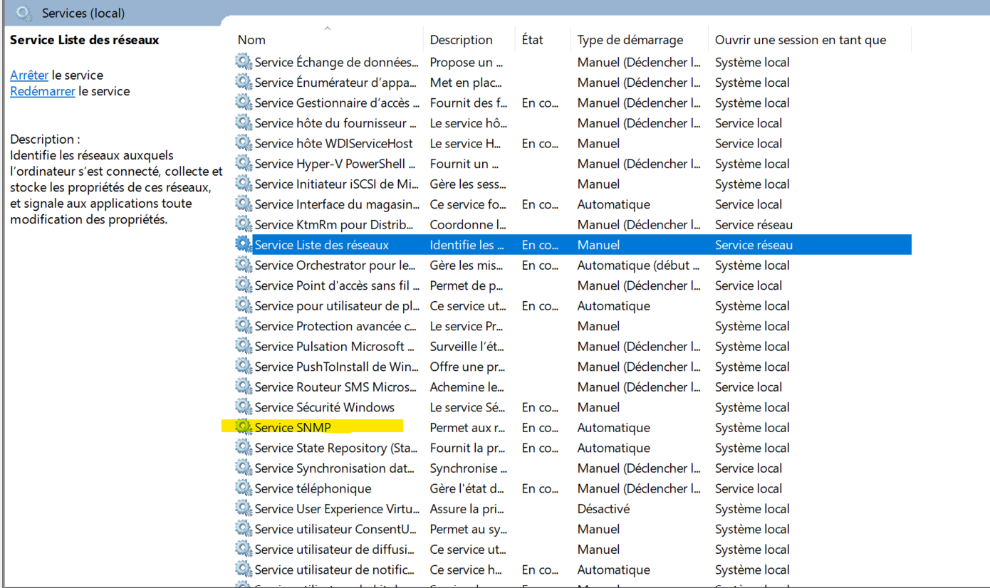 Services (local)
Service Liste des réseaux
Arrêter le service
Redémarrer le service
Description :
Identifie les réseaux auxquels
l'ordinateur s'est connecté, collecte et
stocke les propriétés de ces réseaux,
et signale aux applications toute
modification des propriétés.
Nom Description État Type de démarrage Ouvrir une session en tant que
Service Échange de données... Propose un ... Manuel (Déclencher l... Système local
Service Énumérateur d'appa... Met en plac... Manuel (Déclencher l... Système local
Service Gestionnaire d'accès ... Fournit des f... En co... Manuel (Déclencher l... Système local
Service hôte du fournisseur ... Le service hô... Manuel (Déclencher l... Service local
Service hôte WDIServiceHost Le service H... En co... Manuel Service local
Service Hyper-V PowerShell ... Fournit un ... Manuel (Déclencher l... Système local
Service Initiateur iSCSI de Mi... Gère les sess... Manuel Système local
Service Interface du magasin... Ce service fo... En co... Automatique Service local
Service KtmRm pour Distrib... Coordonne l... Manuel (Déclencher l... Service réseau
Service Liste des réseaux Identifie les ... En co... Manuel Service réseau
Service Orchestrator pour le... Gère les mis... En co... Automatique (début ... Système local
Service Point d'accès sans fil ... Permet de p... Manuel (Déclencher l... Service local
Service pour utilisateur de pl... Ce service ut... En co... Automatique Système local
Service Protection avancée c... Le service Pr... Manuel Système local
Service Pulsation Microsoft ... Surveille l'ét... Manuel (Déclencher l... Système local
Service PushToInstall de Win... Offre une pr... Manuel (Déclencher l... Système local
Service Routeur SMS Micros... Achemine le... Manuel (Déclencher l... Service local
Service Sécurité Windows Le service Sé... En co... Manuel Système local
Service SNMP Permet aux r... En co... Automatique Système local
Service State Repository (Sta... Fournit la pr... En co... Automatique Système local
Service Synchronisation dat... Synchronise ... Manuel (Déclencher l... Service local
Service téléphonique Gère l'état d... En co... Manuel (Déclencher l... Service local
Service User Experience Virtu... Assure la pri... Désactivé Système local
Service utilisateur ConsentU... Permet au sy... Manuel Système local
Service utilisateur de diffusi... Ce service ut... Manuel Système local
Service utilisateur de notific... Ce service h... En co... Automatique Système local